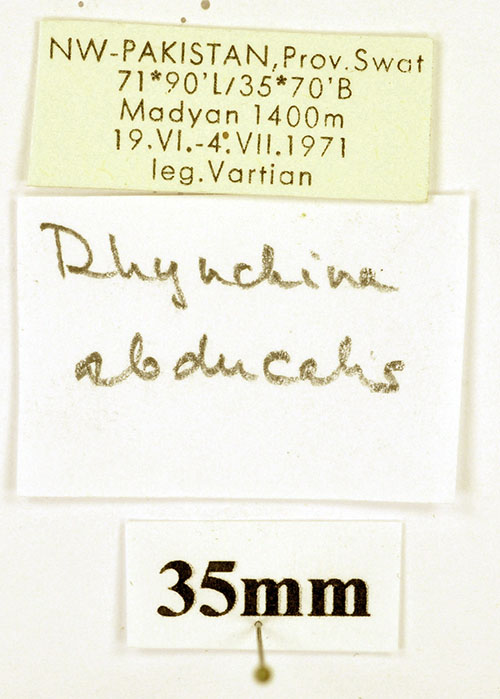 NW-PAKISTAN, Prov. Swat
71*90'L/35*70'B
Madyan 1400m
19.VI.-4.VII.1971
leg. Vartian
Rhynchina
abducalis
35mm